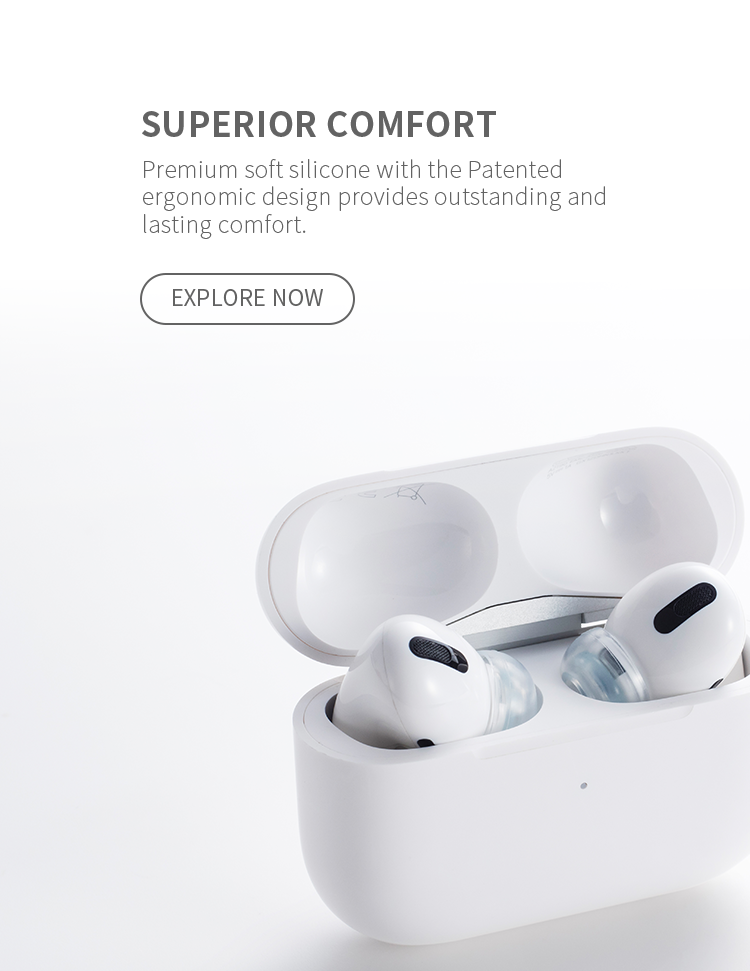 SUPERIOR COMFORT
Premium soft silicone with the Patented
ergonomic design provides outstanding and
lasting comfort.
EXPLORE NOW